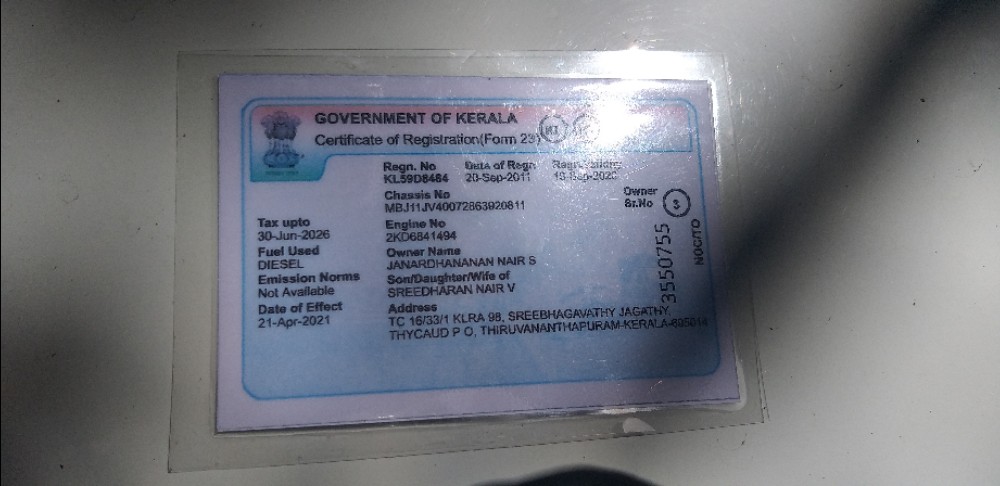 GOVERNMENT OF KERALA
Certificate of Registration(Form 23)
Regn. No Date of Regn
KL59D8484 20-Sep-2011
Chassis No
MBJ11JV40072863920811
Owner
Sr.No 3
Tax upto
30-Jun-2026
Engine No
2KD6841494
Fuel Used
DIESEL
Owner Name
JANARDHANANAN NAIR S
Emission Norms
Not Available
Son/Daughter/Wife of
SREEDHARAN NAIR V
Date of Effect
21-Apr-2021
Address
TC 16/33/1 KLRA 98, SREEBHAGAVATHY JAGATHY,
THYCAUD P O, THIRUVANANTHAPURAM-KERALA-695014
3550755